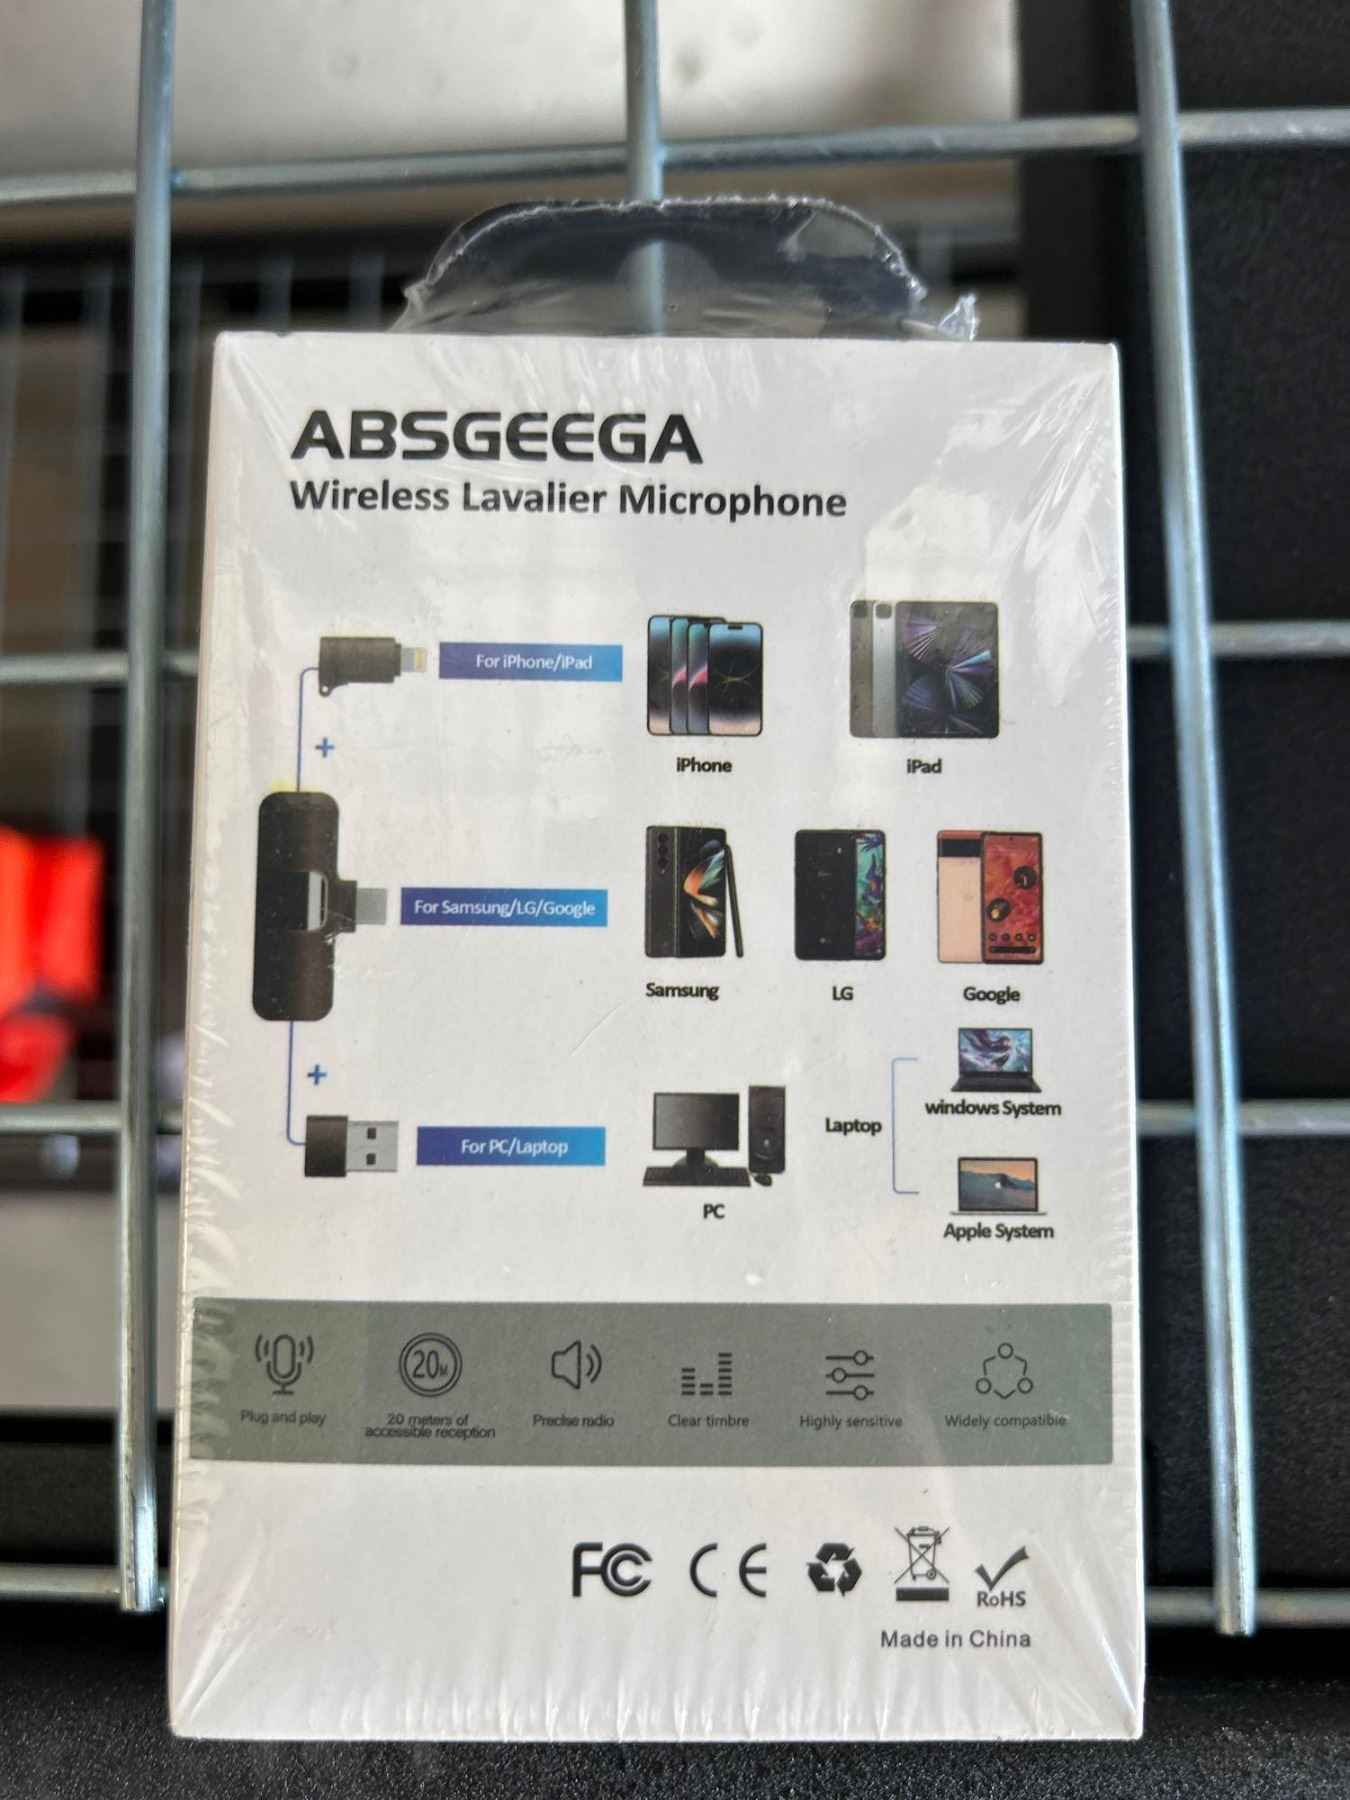 ABSGEEGA
Wireless Lavalier Microphone
For iPhone/iPad
iPhone
iPad
For Samsung/LG/Google
Samsung
LG
Google
For PC/Laptop
PC
Laptop
windows System
Apple System
20M
Plug and play
20 meters of
accessible reception
Precise radio
Clear timbre
Highly sensitive
Widely compatible
FC CE
RoHS
Made in China